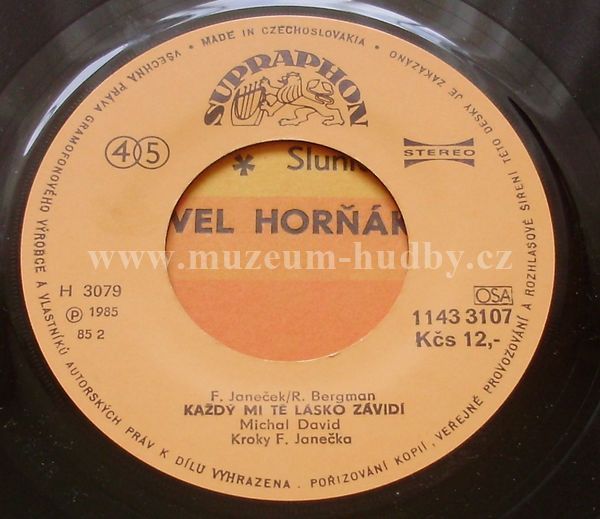 VŠECHNA PRÁVA GRAMOFONOVÉHO VÝROBCE A VLASTNÍKŮ AUTORSKÝCH PRÁV K DÍLU VYHRAZENA. POŘIZOVÁNÍ KOPIÍ, VEŘEJNÉ PROVOZOVÁNÍ A ROZHLASOVÉ ŠÍŘENÍ TÉTO DESKY JE ZAKÁZÁNO
• MADE IN CZECHOSLOVAKIA •
SUPRAPHON
45
STEREO
* Slun
VEL HORŇÁK
www.muzeum-hudby.cz
H 3079
Ⓟ 1985
85 2
OSA
1143 3107
Kčs 12,-
F. Janeček/R. Bergman
KAŽDÝ MI TĚ LÁSKO ZÁVIDÍ
Michal David
Kroky F. Janečka